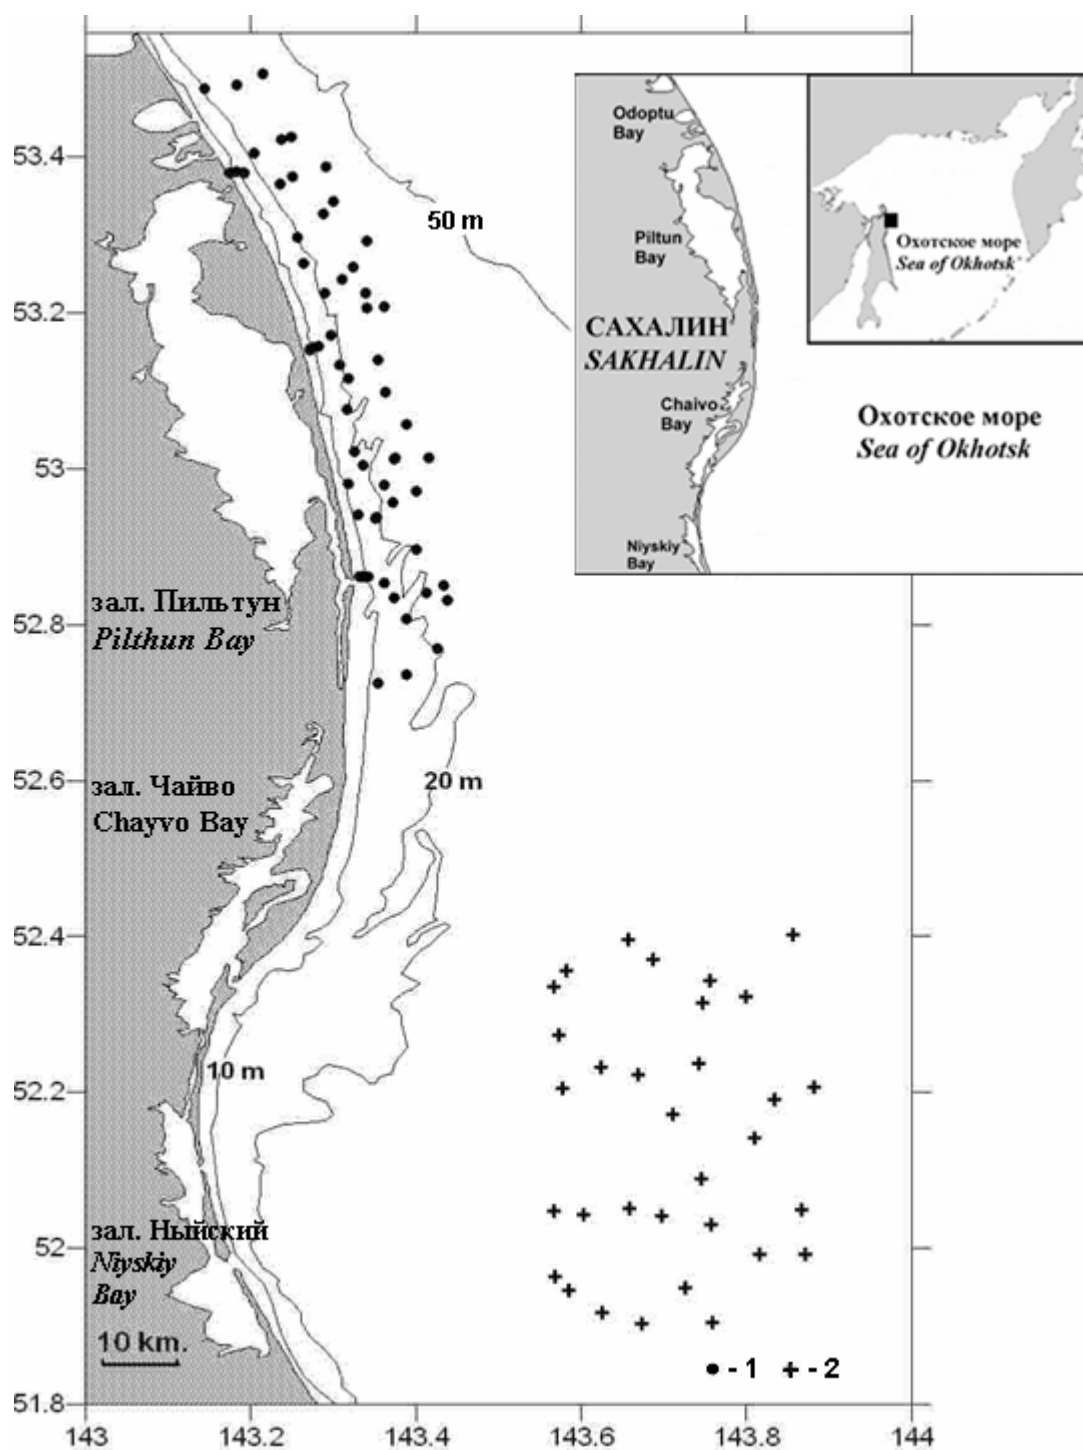 53.4
53.2
53
52.8
52.6
52.4
52.2
52
51.8
143
143.2
143.4
143.6
143.8
144
50 m
20 m
10 m
зал. Пильтун
Pilthun Bay
зал. Чайво
Chayvo Bay
зал. Ныйский
Niyskiy
Bay
10 km.
Odoptu
Bay
Piltun
Bay
САХАЛИН
SAKHALIN
Chaivo
Bay
Niyskiy
Bay
Охотское море
Sea of Okhotsk
Охотское море
Sea of Okhotsk
- 1
- 2